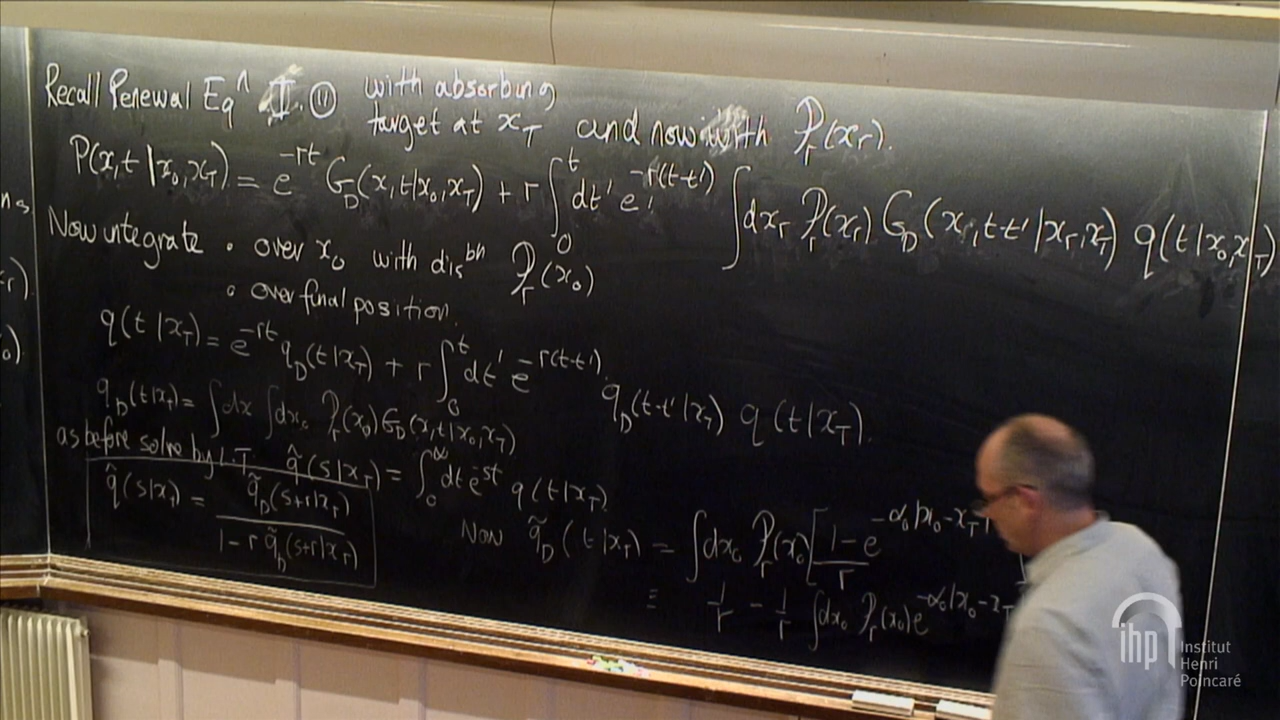 Recall Renewal Eqⁿ II. ⑪ with absorbing
target at x_T and now with P_r(x_r).
P(x,t|x_0,x_T) = e^{-rt} G_D(x,t|x_0,x_T) + r ∫_0^t dt' e^{-r(t-t')} ∫dx_r P_r(x_r) G_D(x,t-t'|x_r,x_T) q(t|x_0,x_T)
Now integrate • over x_0 with dis^{bn} P_r(x_0)
• over final position.
q(t|x_T) = e^{-rt} q_D(t|x_T) + r ∫_0^t dt' e^{-r(t-t')} q_D(t-t'|x_T) q(t|x_T).
q_D(t|x_T) = ∫dx ∫dx_0 P_r(x_0) G_D(x,t|x_0,x_T)
as before solve by L.T. q̂(s|x_T) = ∫_0^∞ dt e^{-st} q(t|x_T)
q̂(s|x_T) = q̃_D(s+r|x_T) / 1 - r q̃_D(s+r|x_T)
Now q̃_D(t|x_T) = ∫dx_0 P_r(x_0) [1 - e^{-α_0|x_0-x_T|} / r
≡ 1/r - 1/r ∫dx_0 P_r(x_0) e^{-α_0|x_0-x_T
ihp
Institut
Henri
Poincaré